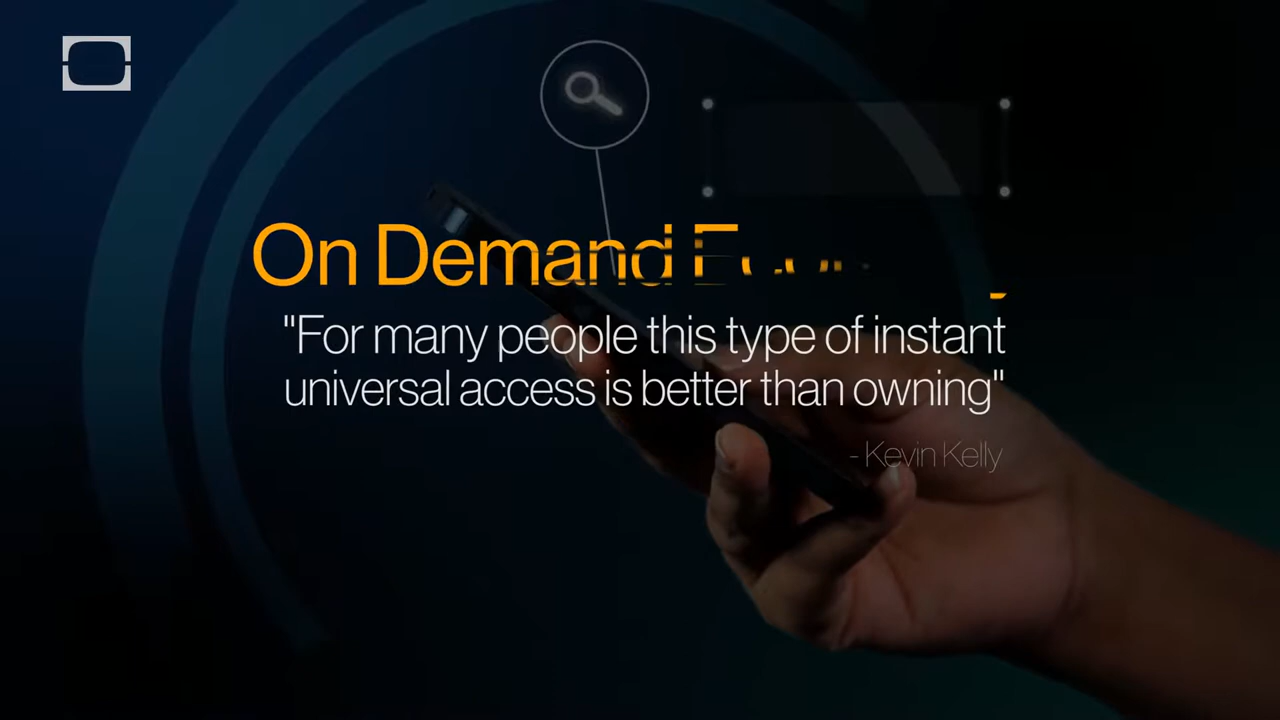 On Demand
"For many people this type of instant
universal access is better than owning"
- Kevin Kelly